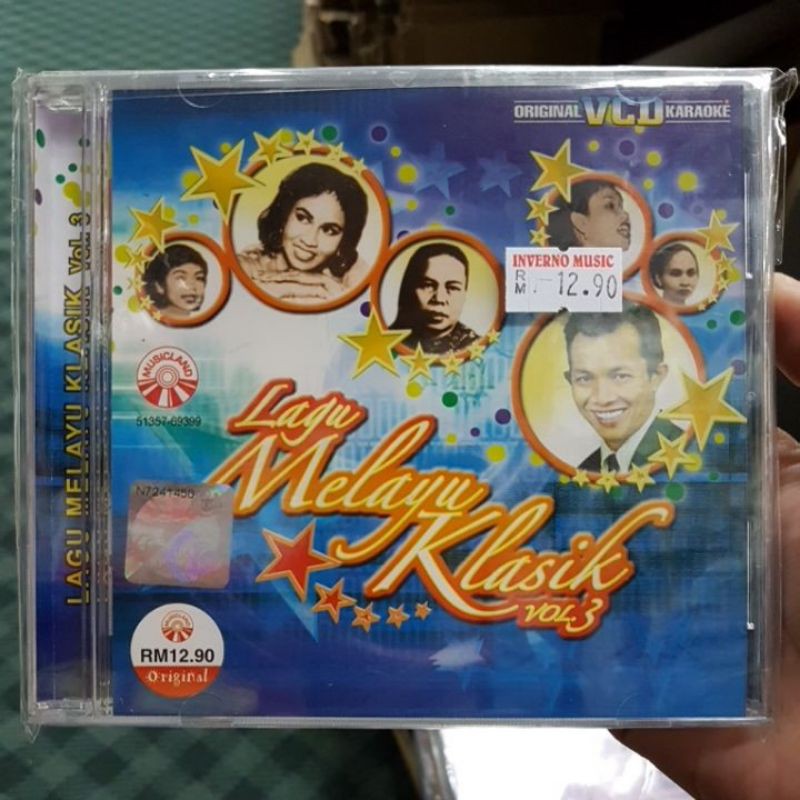 ORIGINAL VCD KARAOKE
INVERNO MUSIC
RM 12.90
MUSICLAND
51357-69399
Lagu
Melayu
Klasik
VOL.3
N7241450
RM12.90
Original
LAGU MELAYU KLASIK Vol. 3